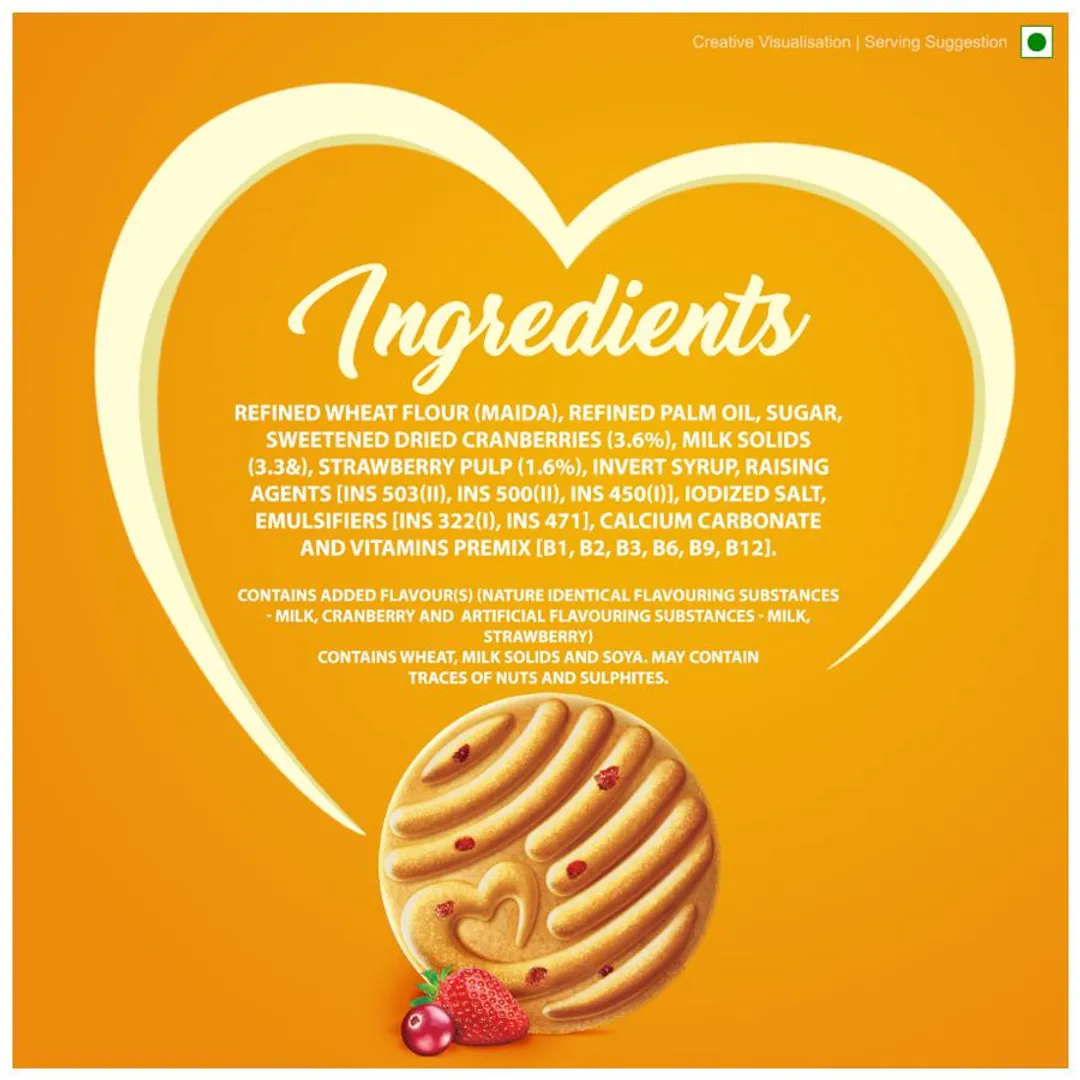 Creative Visualisation | Serving Suggestion
Ingredients
REFINED WHEAT FLOUR (MAIDA), REFINED PALM OIL, SUGAR,
SWEETENED DRIED CRANBERRIES (3.6%), MILK SOLIDS
(3.3&), STRAWBERRY PULP (1.6%), INVERT SYRUP, RAISING
AGENTS [INS 503(II), INS 500(II), INS 450(I)], IODIZED SALT,
EMULSIFIERS [INS 322(I), INS 471], CALCIUM CARBONATE
AND VITAMINS PREMIX [B1, B2, B3, B6, B9, B12].
CONTAINS ADDED FLAVOUR(S) (NATURE IDENTICAL FLAVOURING SUBSTANCES
- MILK, CRANBERRY AND ARTIFICIAL FLAVOURING SUBSTANCES - MILK,
STRAWBERRY)
CONTAINS WHEAT, MILK SOLIDS AND SOYA. MAY CONTAIN
TRACES OF NUTS AND SULPHITES.